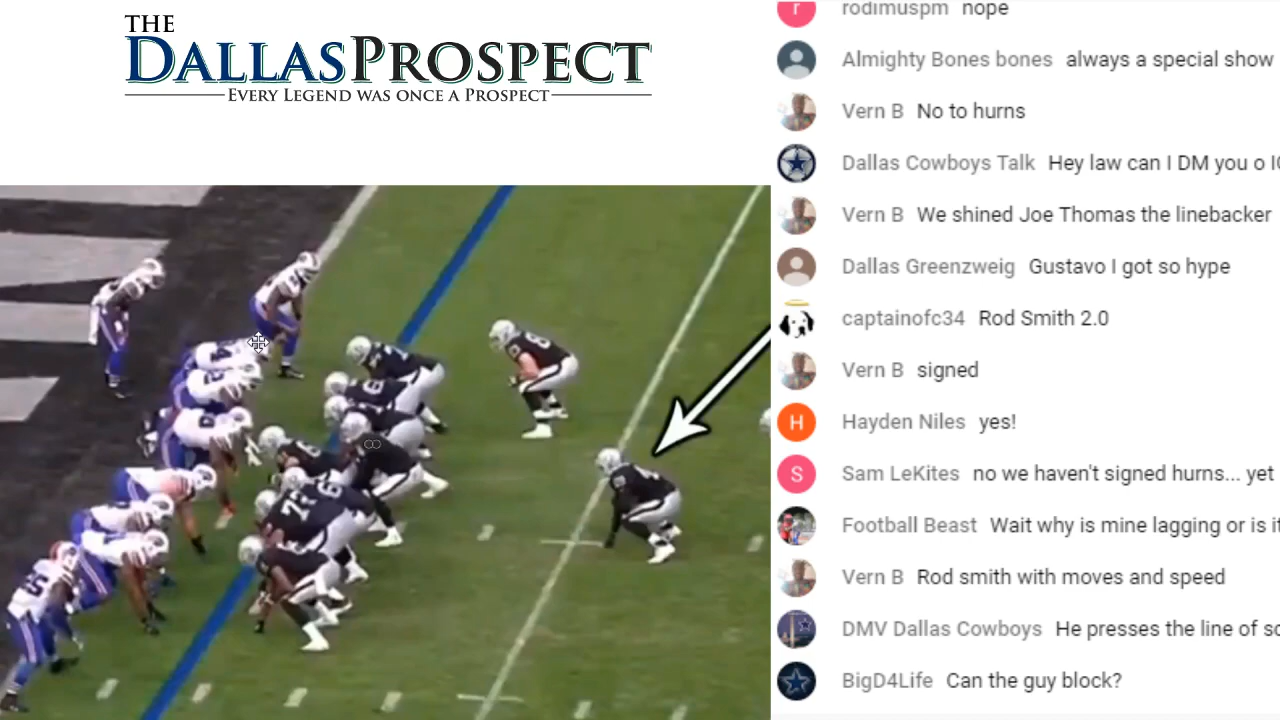 THE
DALLASPROSPECT
EVERY LEGEND WAS ONCE A PROSPECT
r rodimuspm nope
Almighty Bones bones always a special show
Vern B No to hurns
Dallas Cowboys Talk Hey law can I DM you o
Vern B We shined Joe Thomas the linebacker
Dallas Greenzweig Gustavo I got so hype
captainofc34 Rod Smith 2.0
Vern B signed
H Hayden Niles yes!
S Sam LeKites no we haven't signed hurns... yet
Football Beast Wait why is mine lagging or is
Vern B Rod smith with moves and speed
DMV Dallas Cowboys He presses the line of
BigD4Life Can the guy block?